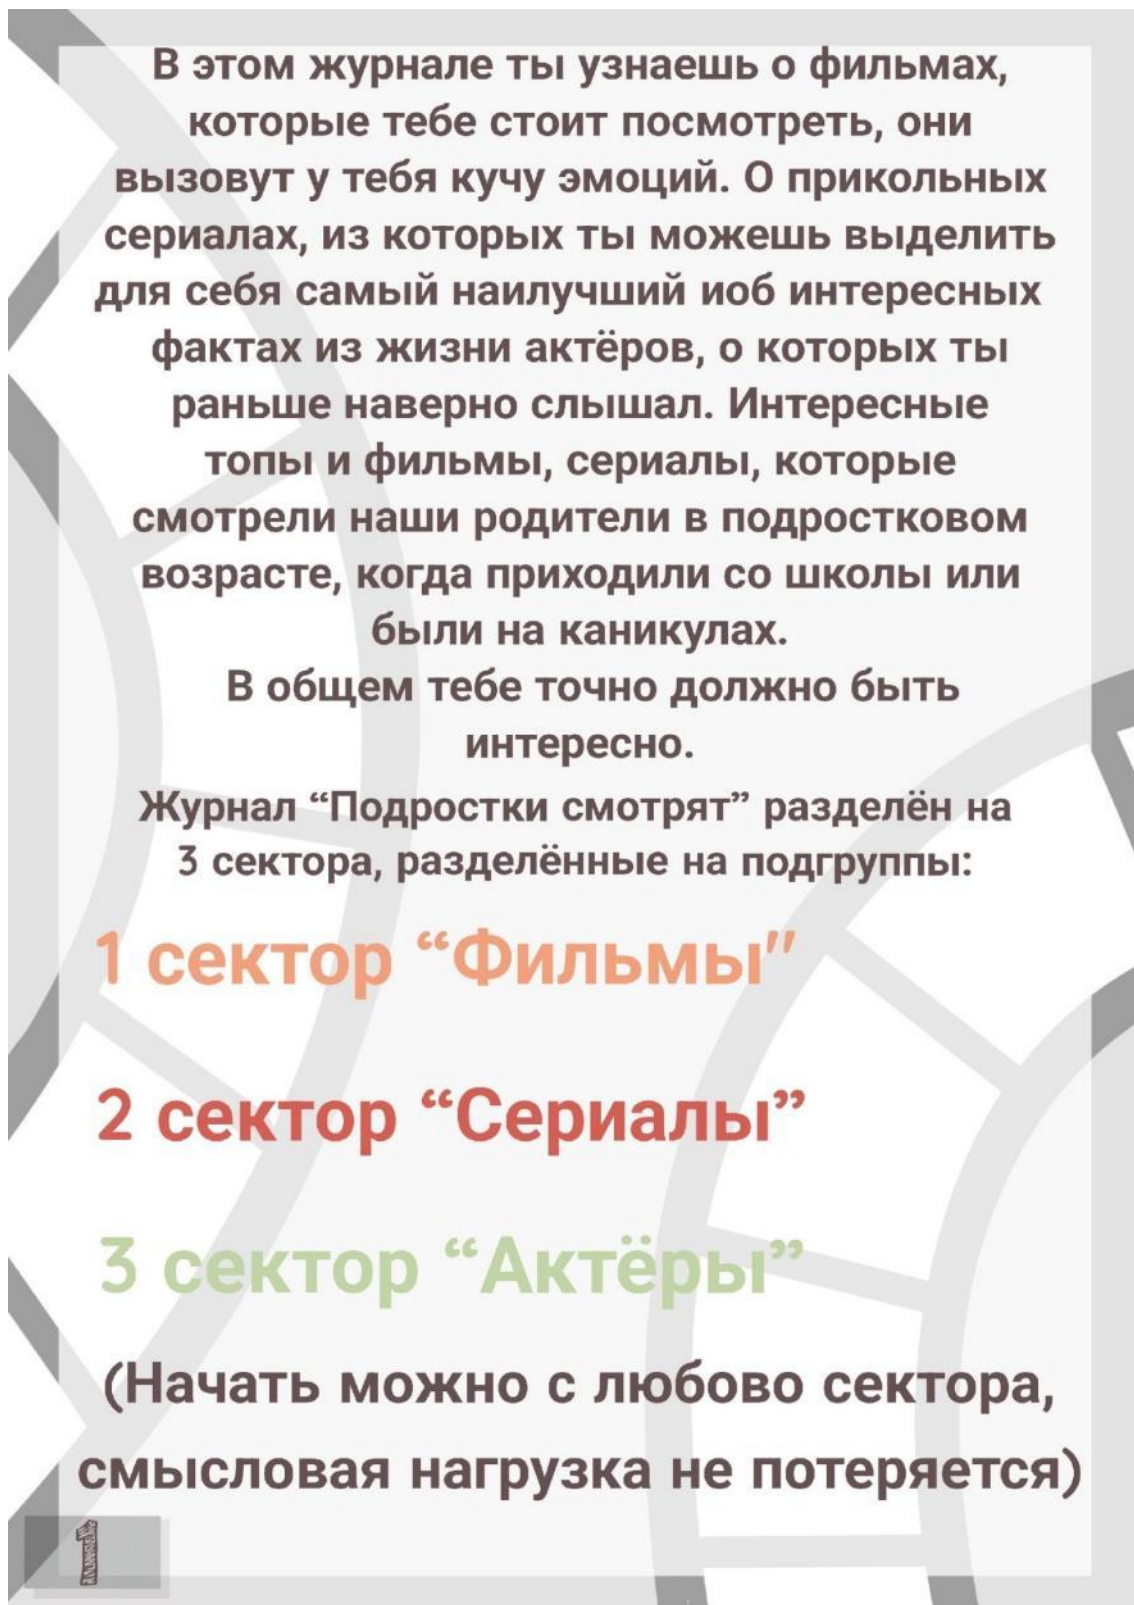 В этом журнале ты узнаешь о фильмах,
которые тебе стоит посмотреть, они
вызовут у тебя кучу эмоций. О прикольных
сериалах, из которых ты можешь выделить
для себя самый наилучший иоб интересных
фактах из жизни актёров, о которых ты
раньше наверно слышал. Интересные
топы и фильмы, сериалы, которые
смотрели наши родители в подростковом
возрасте, когда приходили со школы или
были на каникулах.
В общем тебе точно должно быть
интересно.
Журнал “Подростки смотрят” разделён на
3 сектора, разделённые на подгруппы:
1 сектор “Фильмы”
2 сектор “Сериалы”
3 сектор “Актёры”
(Начать можно с любово сектора,
смысловая нагрузка не потеряется)
1